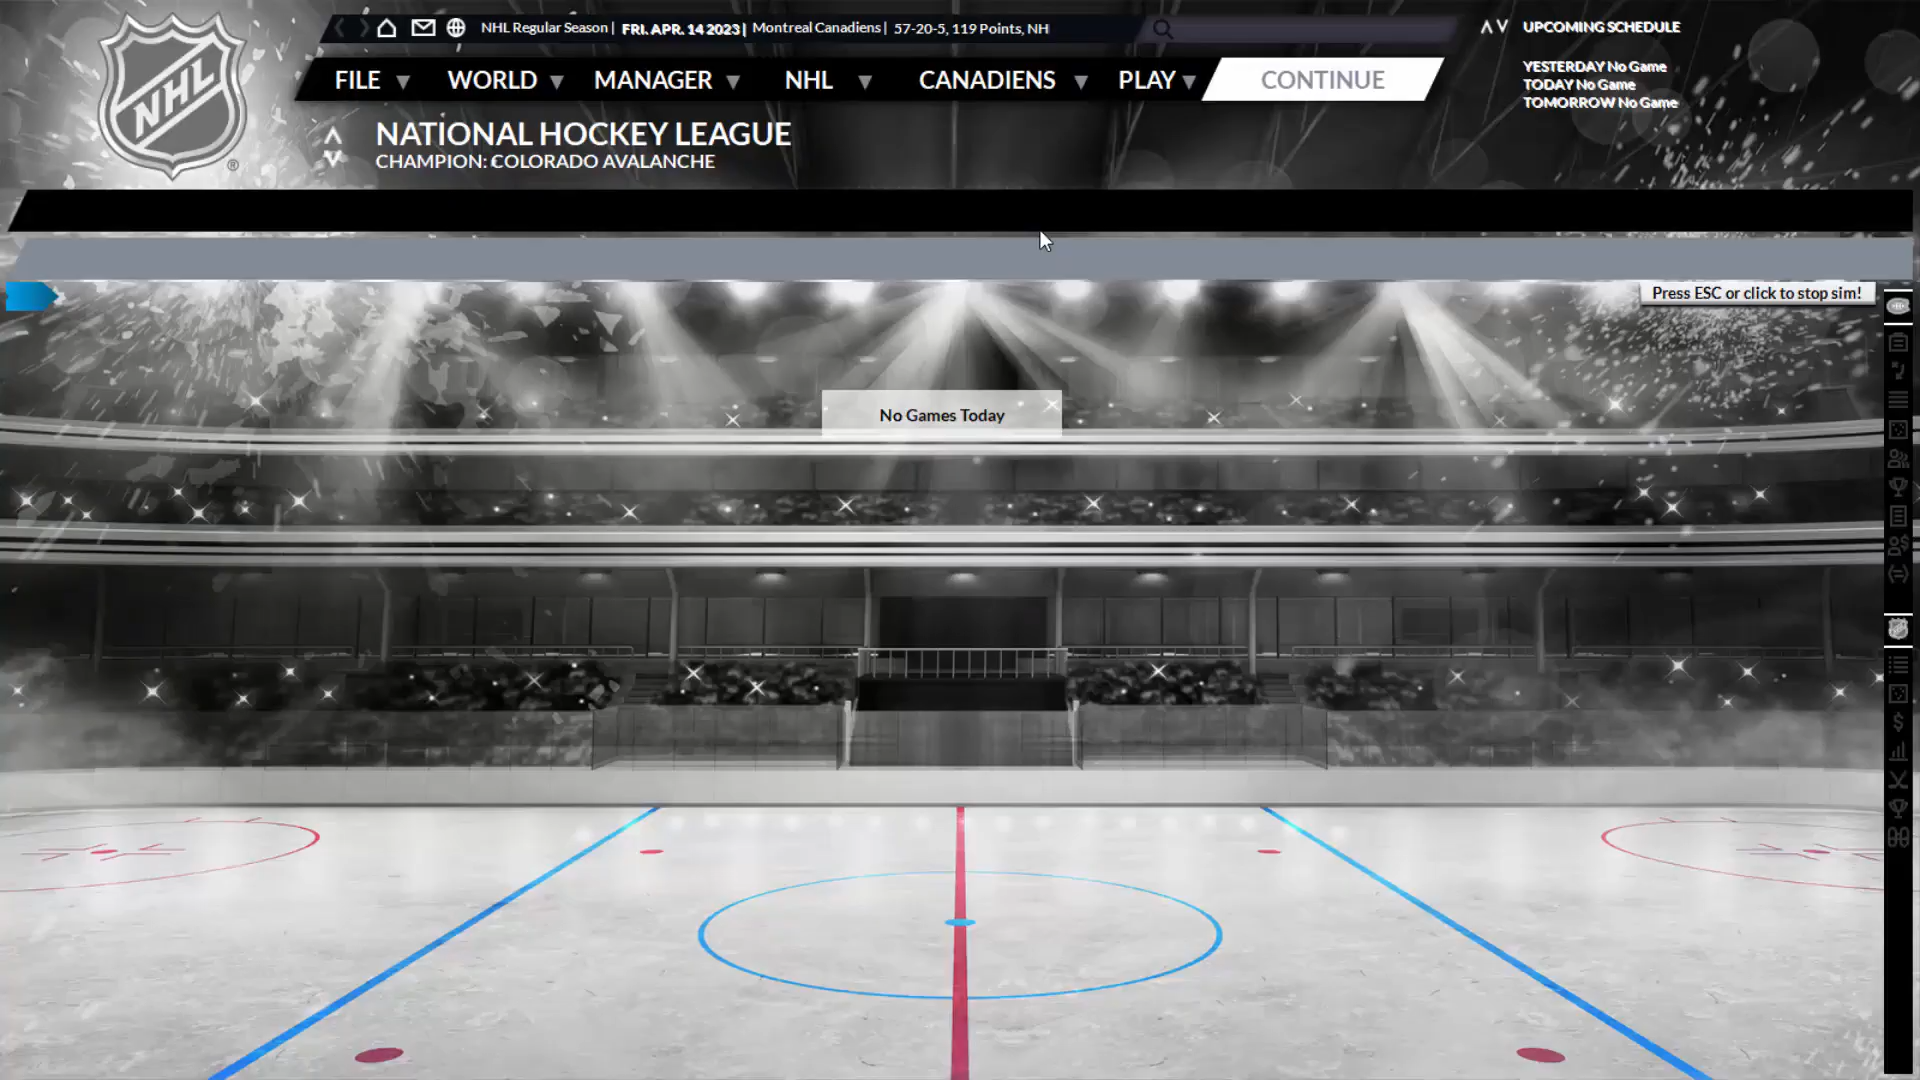 NHL Regular Season | FRI. APR. 14 2023 | Montreal Canadiens | 57-20-5, 119 Points, NH
UPCOMING SCHEDULE
YESTERDAY No Game
TODAY No Game
TOMORROW No Game
FILE WORLD MANAGER NHL CANADIENS PLAY CONTINUE
NHL
®
NATIONAL HOCKEY LEAGUE
CHAMPION: COLORADO AVALANCHE
Press ESC or click to stop sim!
No Games Today